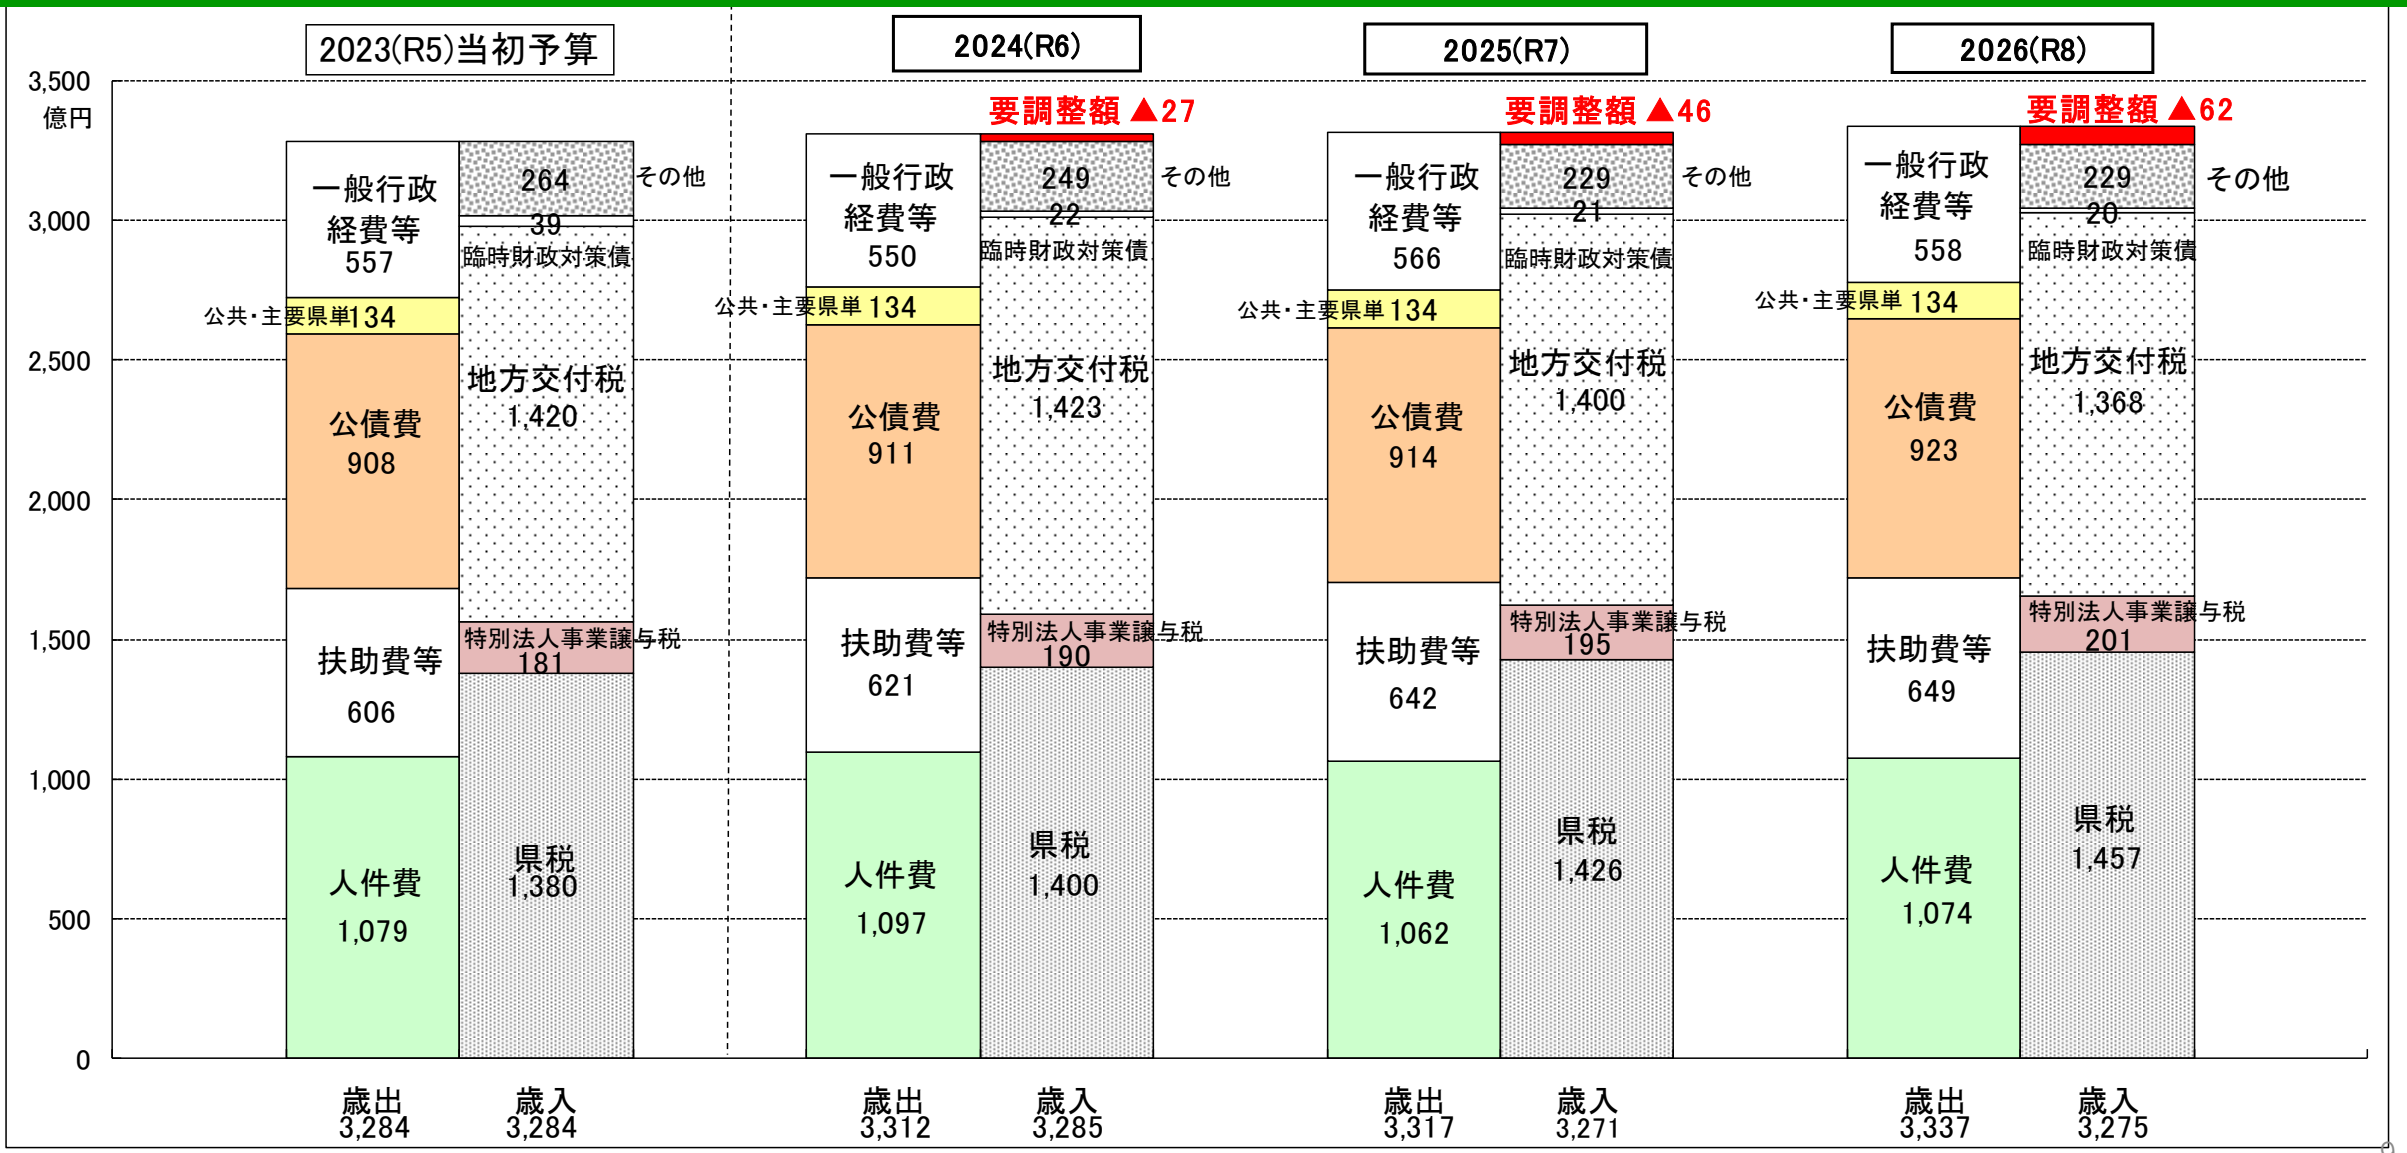 2023(R5)当初予算
2024(R6)
2025(R7)
2026(R8)
3,500
億円
3,000
2,500
2,000
1,500
1,000
500
0
一般行政
経費等
557
公共・主要県単
134
公債費
908
扶助費等
606
人件費
1,079
264
その他
39
臨時財政対策債
地方交付税
1,420
特別法人事業譲与税
181
県税
1,380
歳出
3,284
歳入
3,284
要調整額 ▲27
一般行政
経費等
550
公共・主要県単
134
公債費
911
扶助費等
621
人件費
1,097
249
その他
22
臨時財政対策債
地方交付税
1,423
特別法人事業譲与税
190
県税
1,400
歳出
3,312
歳入
3,285
要調整額 ▲46
一般行政
経費等
566
公共・主要県単
134
公債費
914
扶助費等
642
人件費
1,062
229
その他
21
臨時財政対策債
地方交付税
1,400
特別法人事業譲与税
195
県税
1,426
歳出
3,317
歳入
3,271
要調整額 ▲62
一般行政
経費等
558
公共・主要県単
134
公債費
923
扶助費等
649
人件費
1,074
229
その他
20
臨時財政対策債
地方交付税
1,368
特別法人事業譲与税
201
県税
1,457
歳出
3,337
歳入
3,275